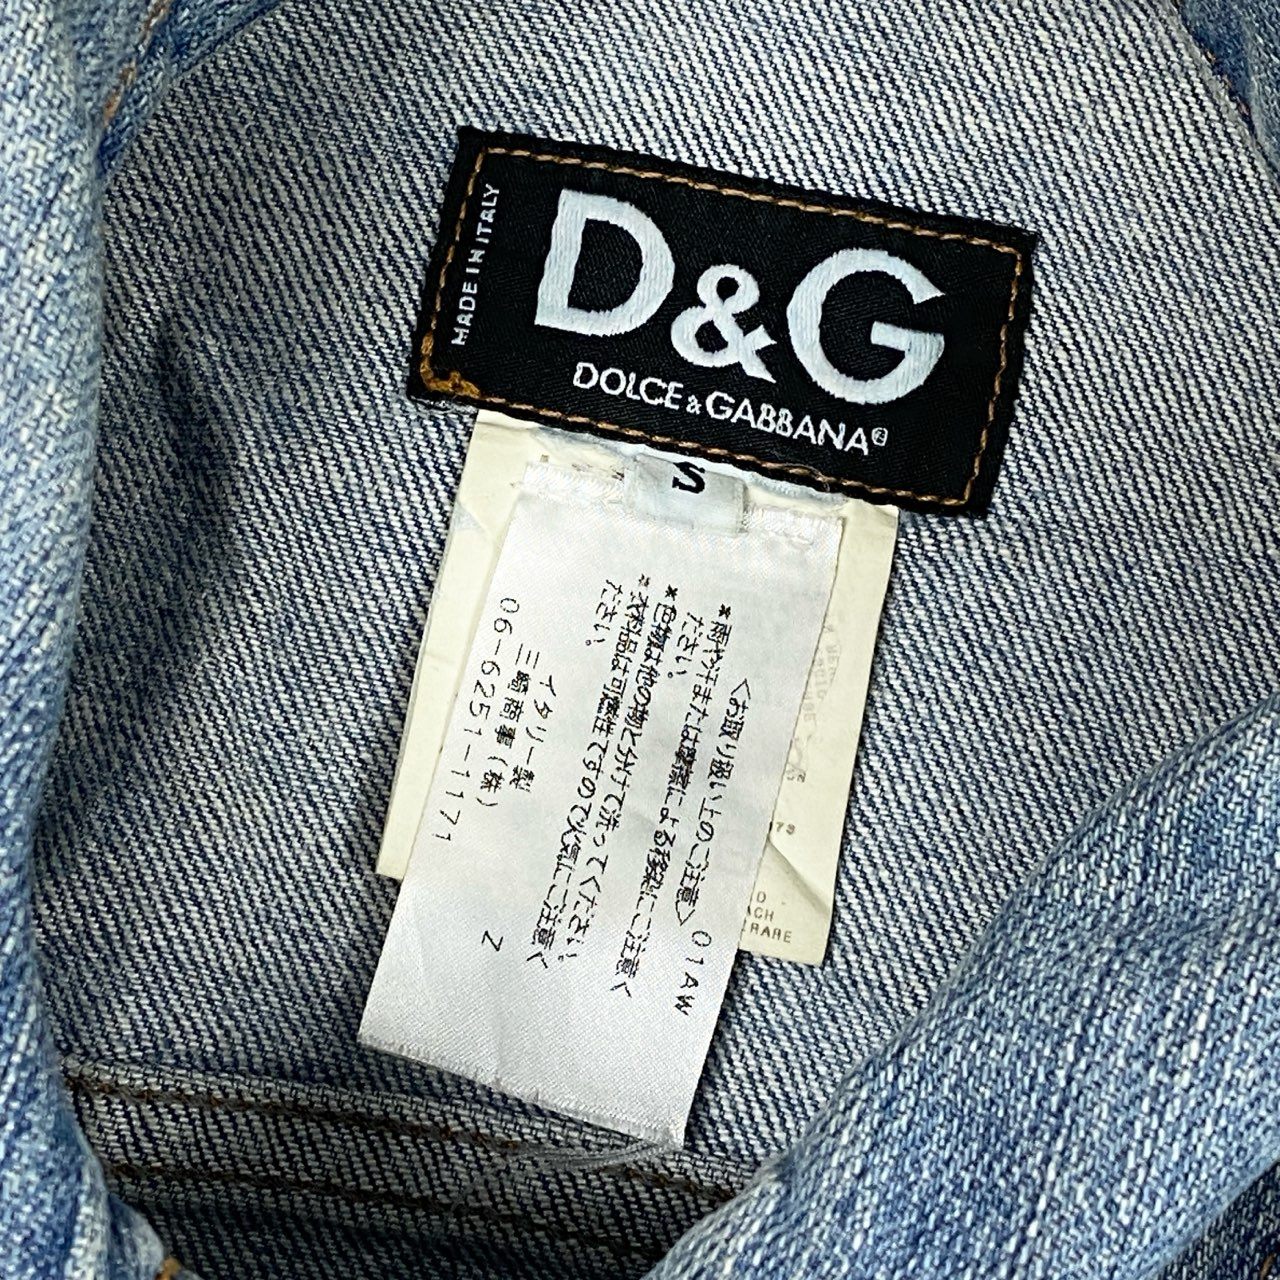 MADE IN ITALY
D&G
DOLCE & GABBANA®
S
<お取り扱い上のご注意> 01AW
*雨や汗または摩擦による移染にご注意く
ださい。
*色物は他の物と分けて洗ってください。
は可燃性ですので火気にご注意く
ださい。
イタリー製
三崎商事(株)
06-6251-1171
Z
ACH
RARE